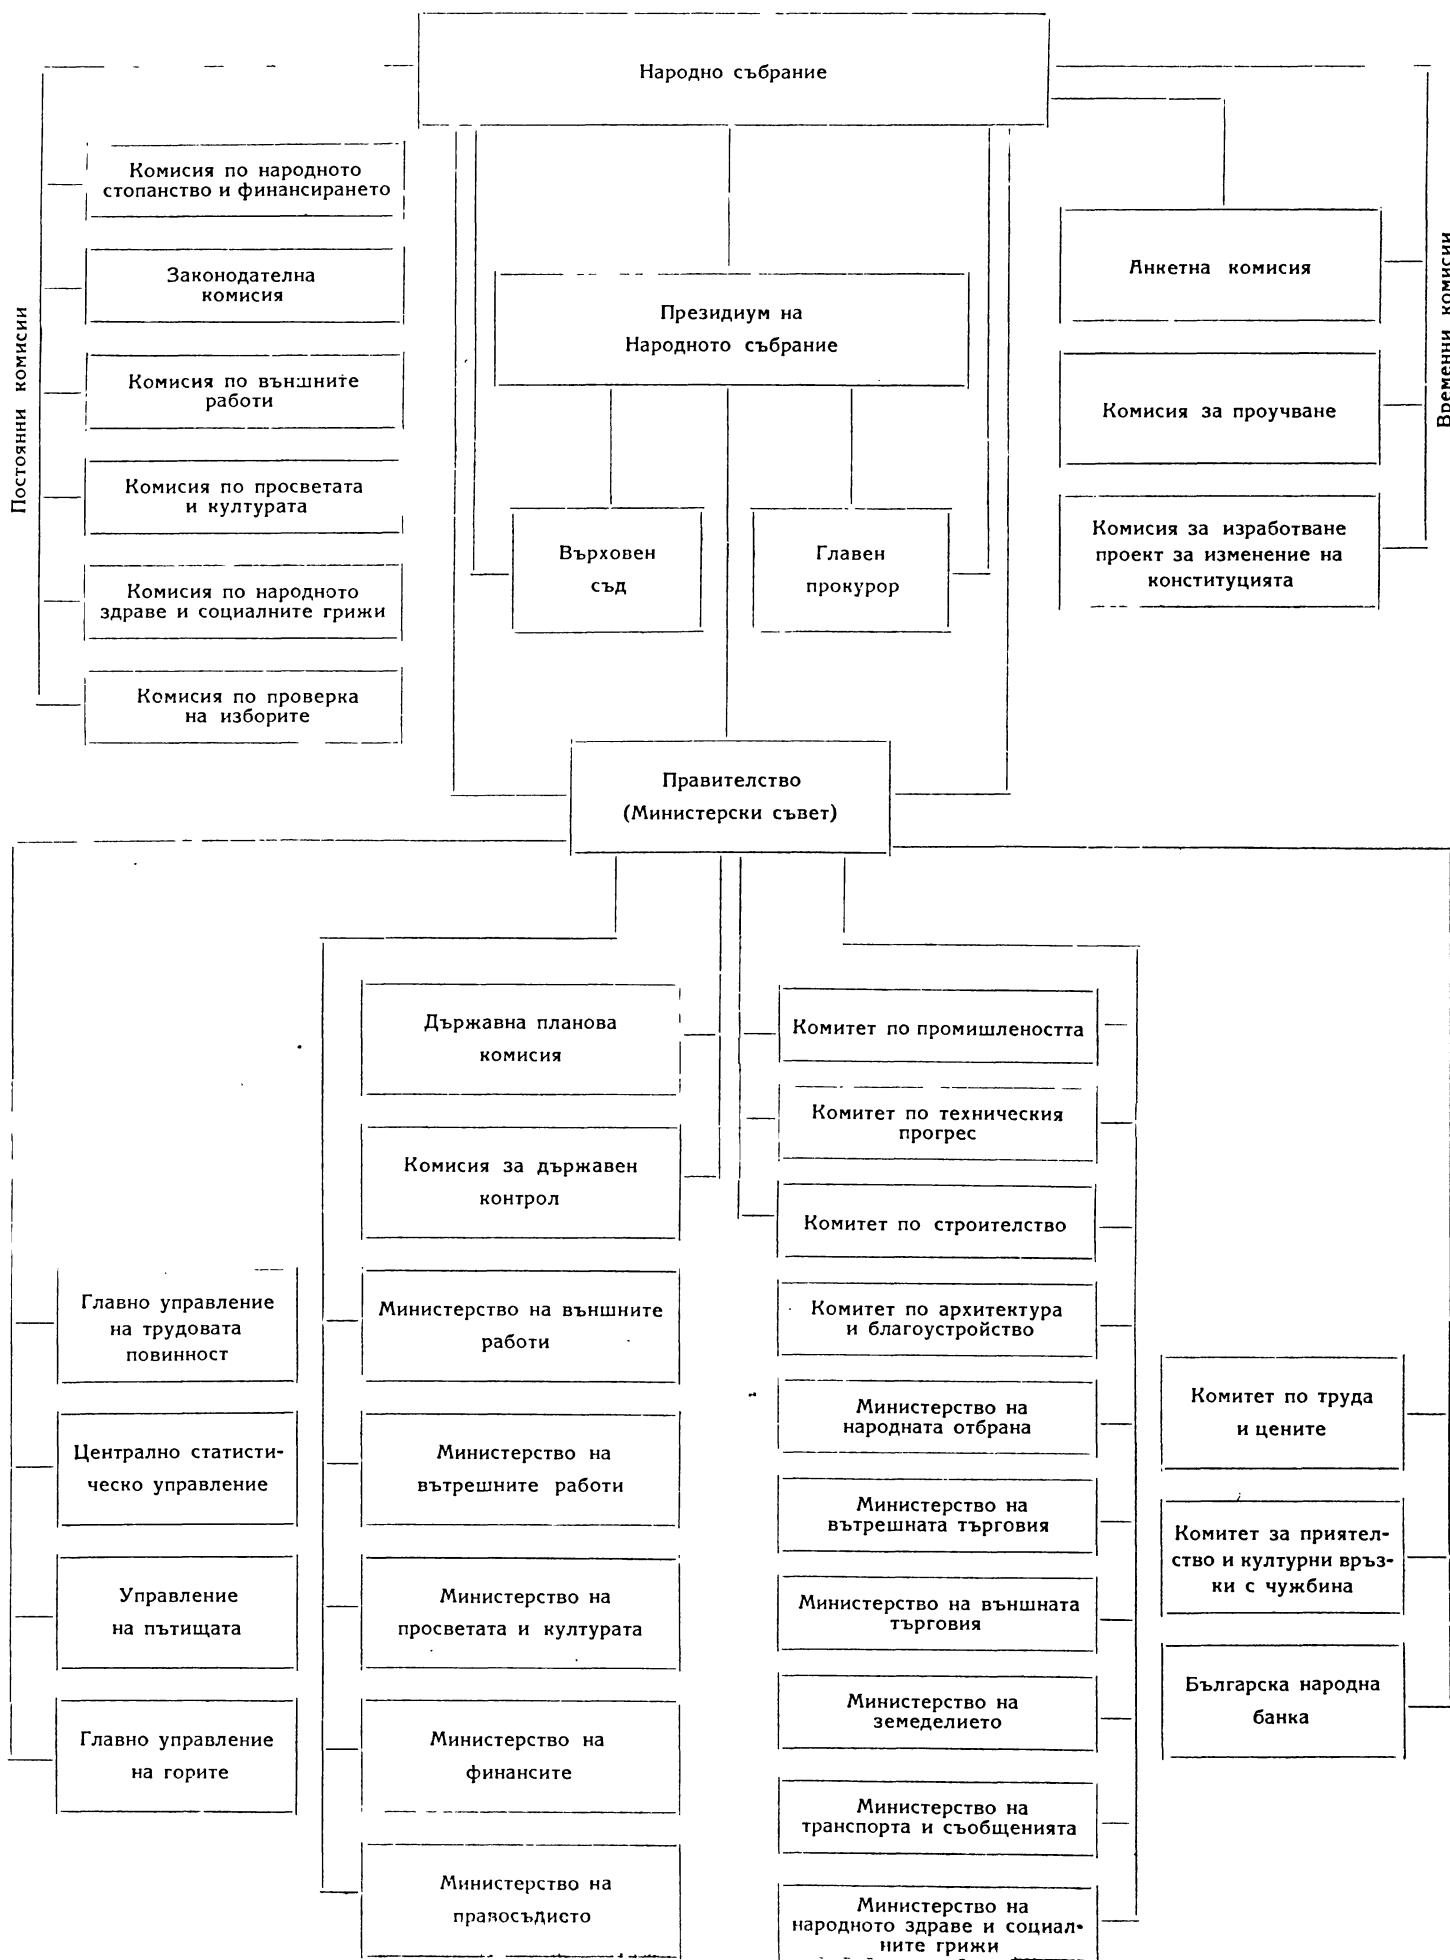 Народно събрание
Постоянни комисии
Комисия по народното
стопанство и финансирането
Законодателна
комисия
Комисия по външните
работи
Комисия по просветата
и културата
Комисия по народното
здраве и социалните грижи
Комисия по проверка
на изборите
Президиум на
Народното събрание
Върховен
съд
Главен
прокурор
Временни комисии
Анкетна комисия
Комисия за проучване
Комисия за изработване
проект за изменение на
конституцията
Правителство
(Министерски съвет)
Главно управление
на трудовата
повинност
Централно статисти-
ческо управление
Управление
на пътищата
Главно управление
на горите
Държавна планова
комисия
Комисия за държавен
контрол
Министерство на външните
работи
Министерство на
вътрешните работи
Министерство на
просветата и културата
Министерство на
финансите
Министерство на
правосъдието
Комитет по промишлеността
Комитет по техническия
прогрес
Комитет по строителство
Комитет по архитектура
и благоустройство
Министерство на
народната отбрана
Министерство на
вътрешната търговия
Министерство на външната
търговия
Министерство на
земеделието
Министерство на
транспорта и съобщенията
Министерство на
народното здраве и социал-
ните грижи
Комитет по труда
и цените
Комитет за приятел-
ство и културни връз-
ки с чужбина
Българска народна
банка